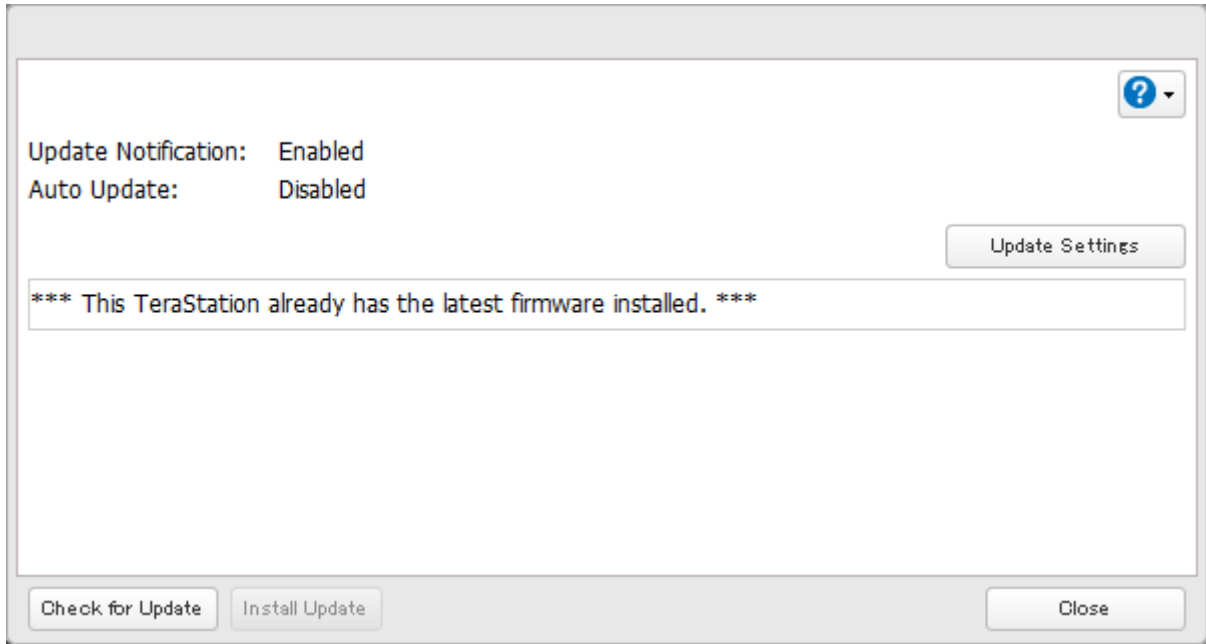 ?
Update Notification: Enabled
Auto Update: Disabled
Update Settings
*** This TeraStation already has the latest firmware installed. ***
Check for Update Install Update Close